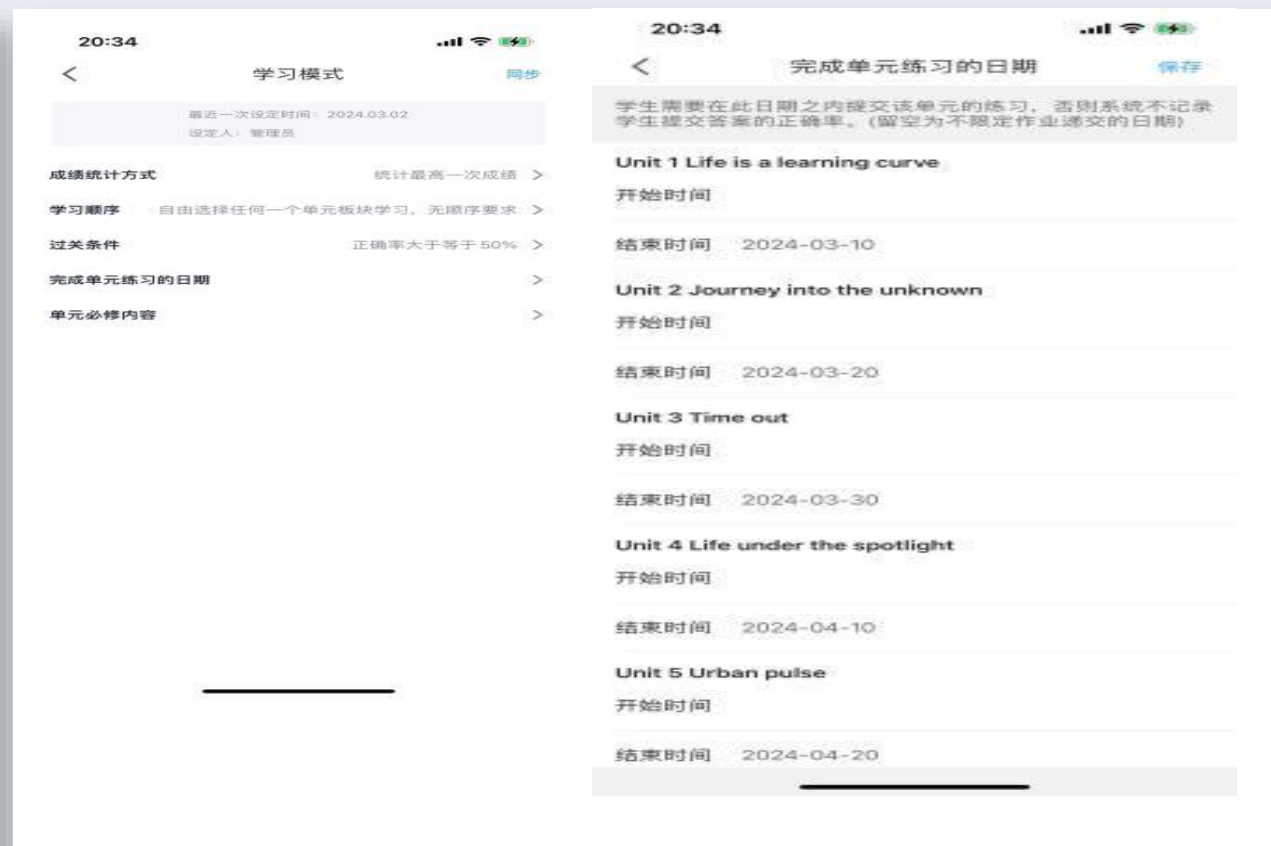 20:34
学习模式
同步
最近一次设定时间：2024.03.02
设定人：管理员
成绩统计方式 统计最高一次成绩
学习顺序 自由选择任何一个单元板块学习，无顺序要求
过关条件 正确率大于等于50%
完成单元练习的日期
单元必修内容
20:34
完成单元练习的日期
保存
学生需要在此日期之内提交该单元的练习，否则系统不记录
学生提交答案的正确率。(留空为不限定作业递交的日期)
Unit 1 Life is a learning curve
开始时间
结束时间 2024-03-10
Unit 2 Journey into the unknown
开始时间
结束时间 2024-03-20
Unit 3 Time out
开始时间
结束时间 2024-03-30
Unit 4 Life under the spotlight
开始时间
结束时间 2024-04-10
Unit 5 Urban pulse
开始时间
结束时间 2024-04-20